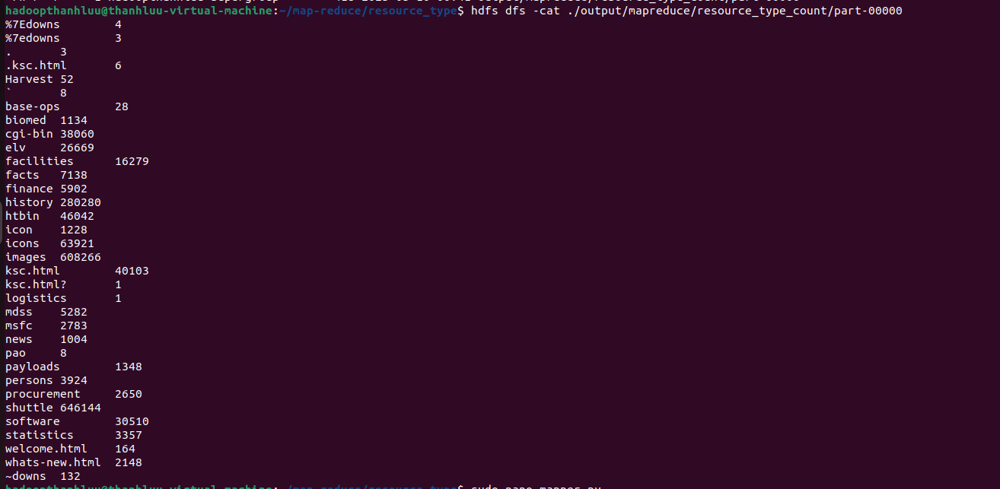 hadoopthanhluu@thanhluu-virtual-machine:~/map-reduce/resource_type$ hdfs dfs -cat ./output/mapreduce/resource_type_count/part-00000
%7Edowns 4
%7edowns 3
. 3
.ksc.html 6
Harvest 52
` 8
base-ops 28
biomed 1134
cgi-bin 38060
elv 26669
facilities 16279
facts 7138
finance 5902
history 280280
htbin 46042
icon 1228
icons 63921
images 608266
ksc.html 40103
ksc.html? 1
logistics 1
mdss 5282
msfc 2783
news 1004
pao 8
payloads 1348
persons 3924
procurement 2650
shuttle 646144
software 30510
statistics 3357
welcome.html 164
whats-new.html 2148
~downs 132
hadoopthanhluu@thanhluu-virtual-machine:~/map-reduce/resource_type$ sudo nano mapper.py